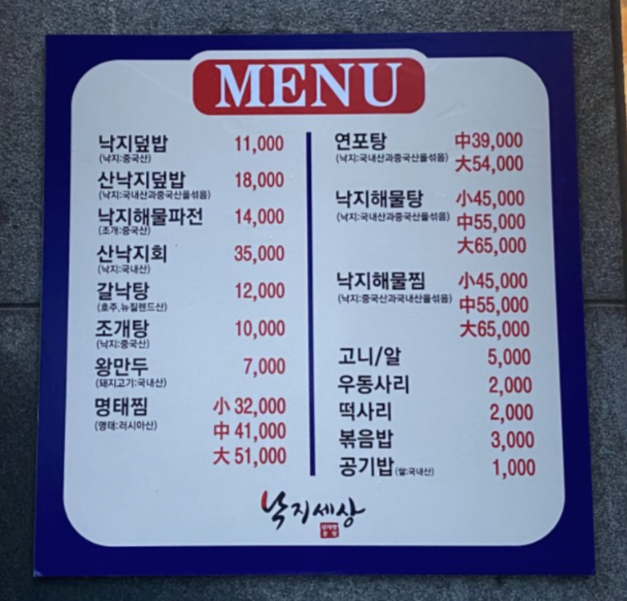 MENU
낙지덮밥 11,000
(낙지:중국산)
산낙지덮밥 18,000
(낙지:국내산과중국산을섞음)
낙지해물파전 14,000
(조개:중국산)
산낙지회 35,000
(낙지:국내산)
갈낙탕 12,000
(호주,뉴질렌드산)
조개탕 10,000
(낙지:중국산)
왕만두 7,000
(돼지고기:국내산)
명태찜 小 32,000
(명태:러시아산) 中 41,000
大 51,000
연포탕 中39,000
(낙지:국내산과중국산을섞음) 大54,000
낙지해물탕 小45,000
(낙지:국내산과중국산을섞음) 中55,000
大65,000
낙지해물찜 小45,000
(낙지:중국산과국내산을섞음) 中55,000
大65,000
고니/알 5,000
우동사리 2,000
떡사리 2,000
볶음밥 3,000
공기밥(쌀:국내산) 1,000
낙지세상